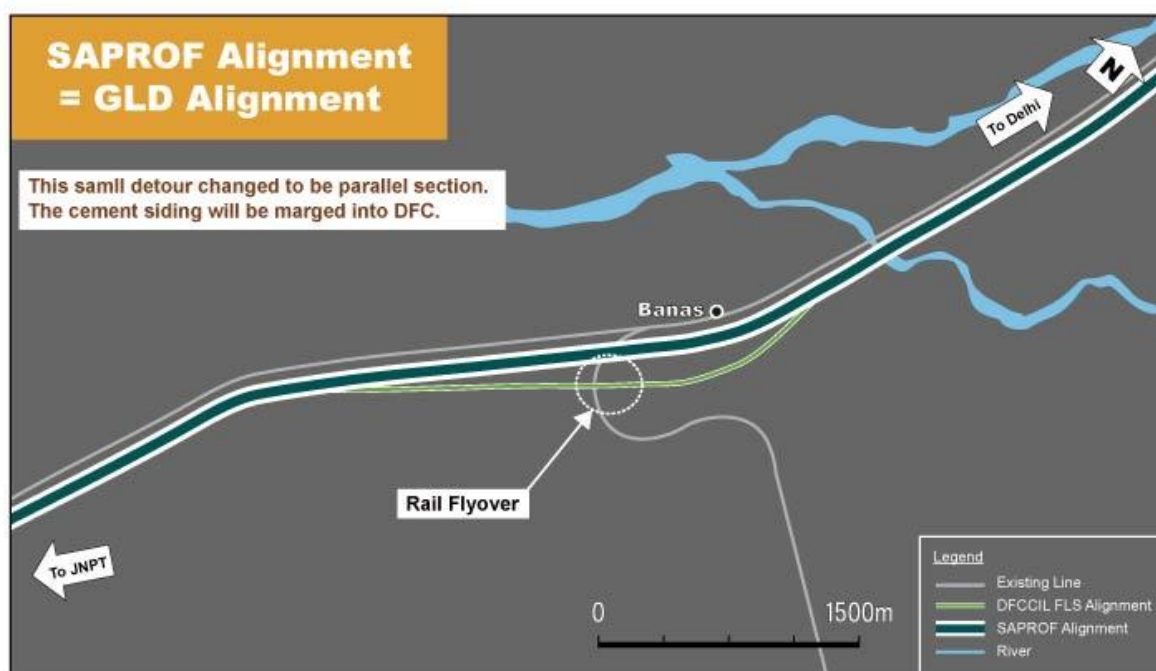 SAPROF Alignment
= GLD Alignment
This samll detour changed to be parallel section.
The cement siding will be marged into DFC.
N
To Delhi
Banas
Rail Flyover
To JNPT
0 1500m
Legend
Existing Line
DFCCIL FLS Alignment
SAPROF Alignment
River